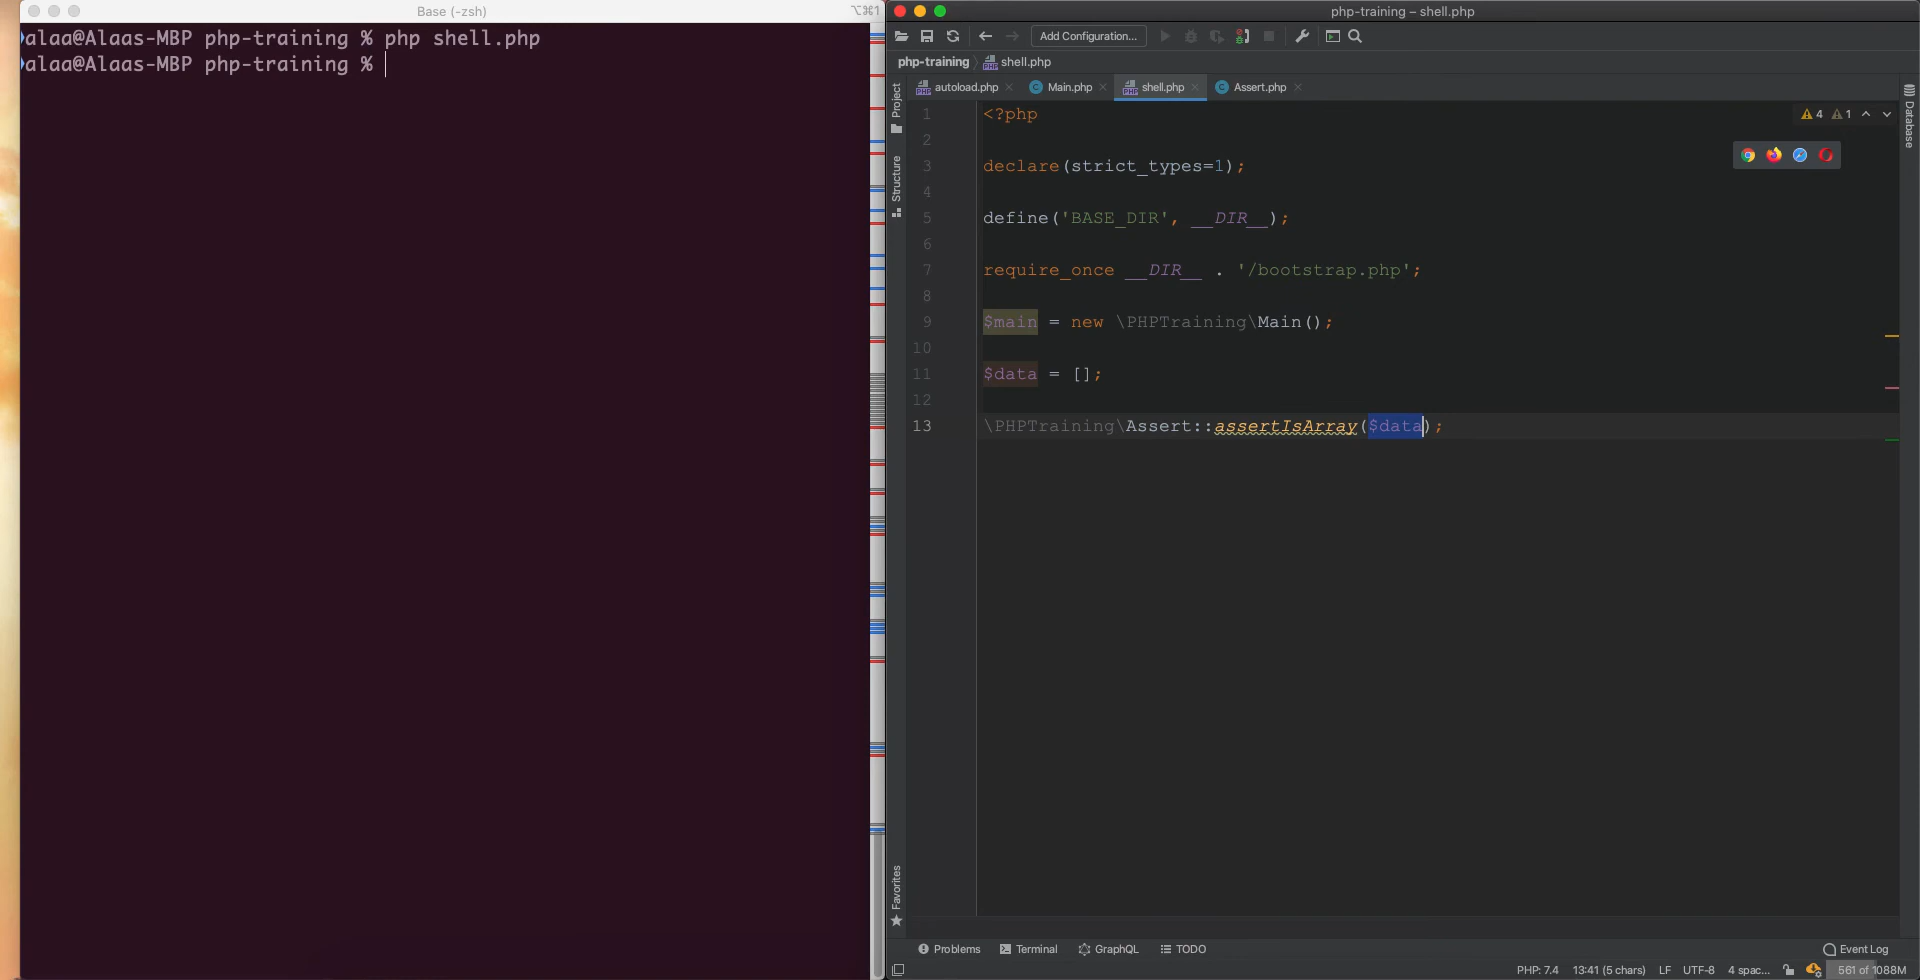 Base (-zsh)
⌥⌘1
alaa@Alaas-MBP php-training % php shell.php
alaa@Alaas-MBP php-training %
php-training – shell.php
Add Configuration...
php-training
shell.php
autoload.php
Main.php
shell.php
Assert.php
Project
Structure
Favorites
Database
4
1
1 <?php
2
3 declare(strict_types=1);
4
5 define('BASE_DIR', __DIR__);
6
7 require_once __DIR__ . '/bootstrap.php';
8
9 $main = new \PHPTraining\Main();
10
11 $data = [];
12
13 \PHPTraining\Assert::assertIsArray($data);
Problems
Terminal
GraphQL
TODO
Event Log
PHP: 7.4
13:41 (5 chars)
LF
UTF-8
4 spac...
561 of 1088M